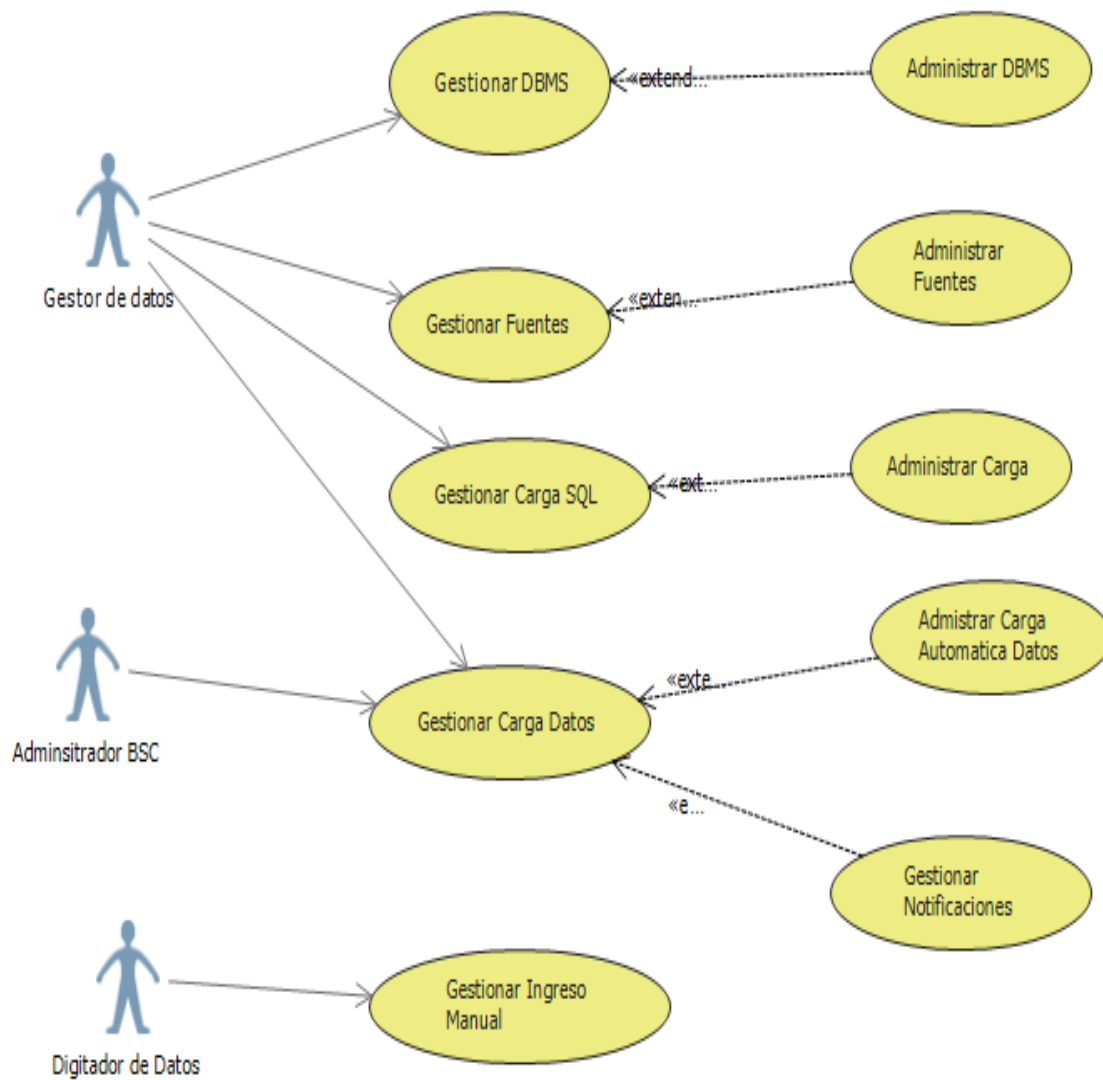 Gestionar DBMS
«extend...
Administrar DBMS
Gestor de datos
Gestionar Fuentes
«exten...
Administrar
Fuentes
Gestionar Carga SQL
«ext...
Administrar Carga
Adminsitrador BSC
Gestionar Carga Datos
«exte...
Admistrar Carga
Automatica Datos
«e...
Gestionar
Notificaciones
Digitador de Datos
Gestionar Ingreso
Manual